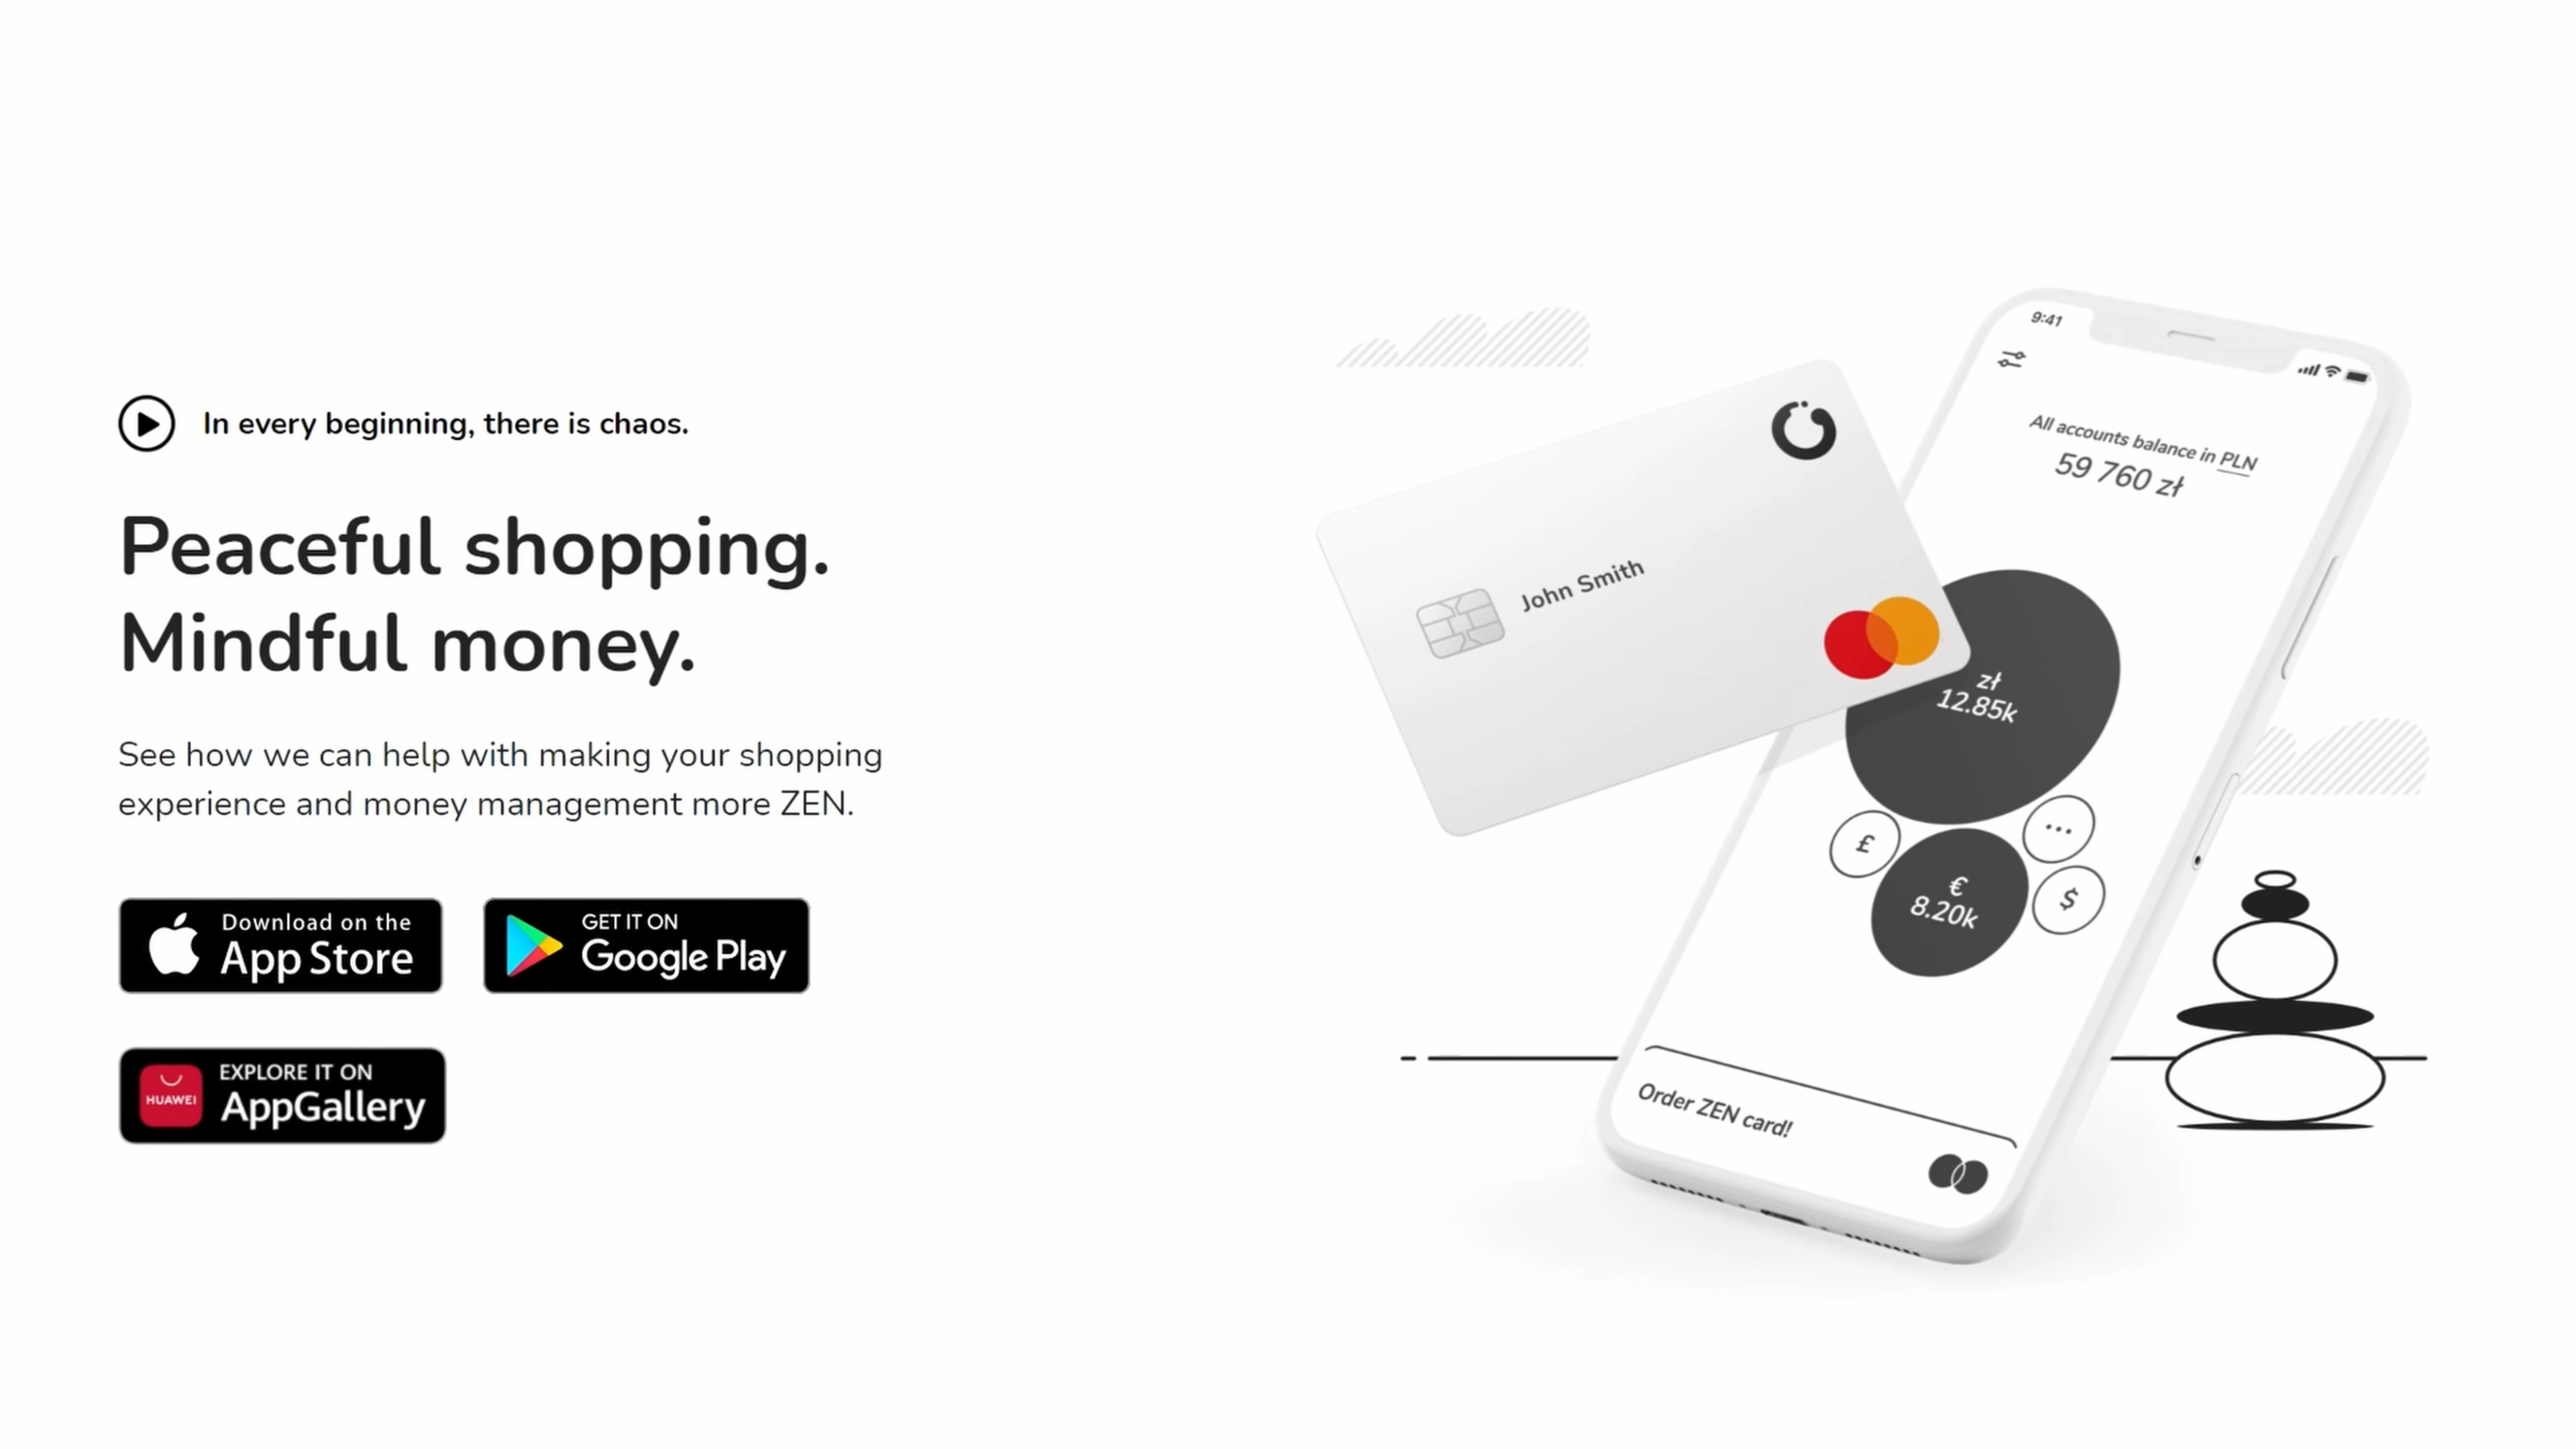 In every beginning, there is chaos.
Peaceful shopping.
Mindful money.
See how we can help with making your shopping
experience and money management more ZEN.
Download on the
App Store
GET IT ON
Google Play
HUAWEI
EXPLORE IT ON
AppGallery
John Smith
9:41
All accounts balance in PLN
59 760 zł
zł
12.85k
£
...
€
8.20k
$
Order ZEN card!